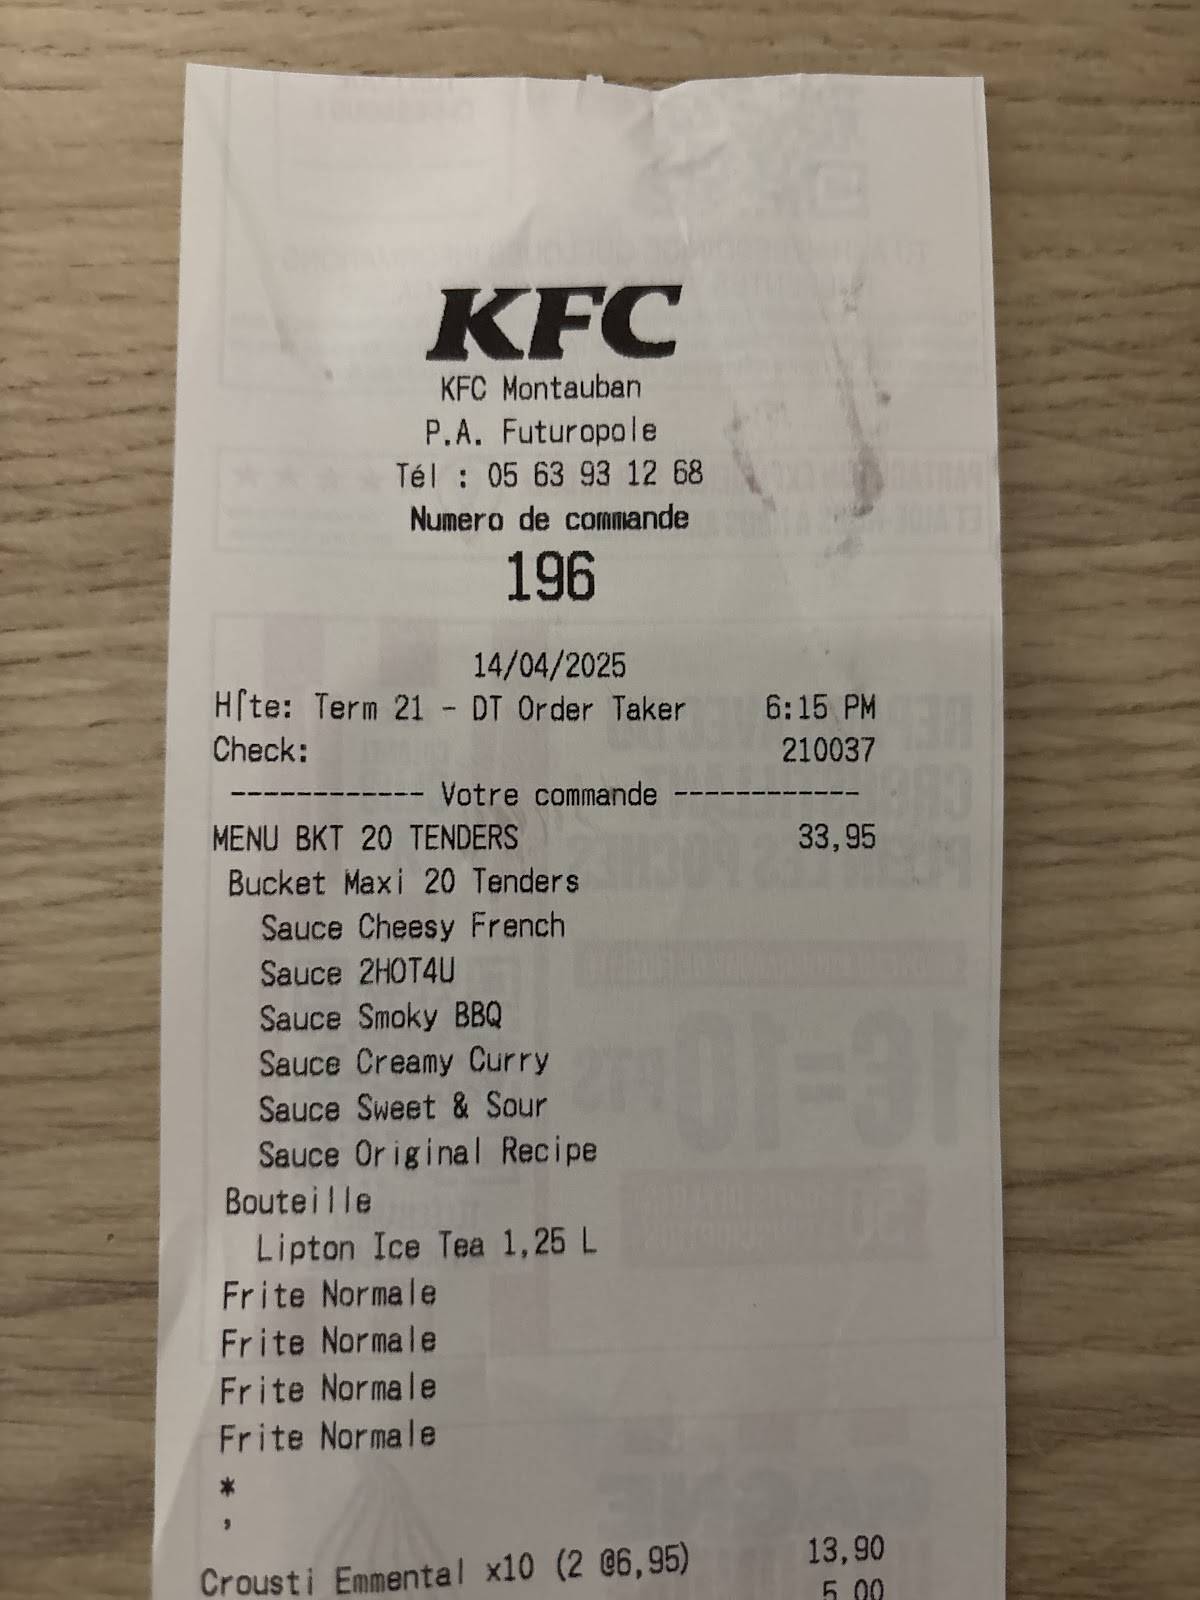 KFC
KFC Montauban
P.A. Futuropole
Tél : 05 63 93 12 68
Numero de commande
196
14/04/2025
H⌠te: Term 21 - DT Order Taker 6:15 PM
Check: 210037
------------ Votre commande ------------
MENU BKT 20 TENDERS 33,95
Bucket Maxi 20 Tenders
Sauce Cheesy French
Sauce 2HOT4U
Sauce Smoky BBQ
Sauce Creamy Curry
Sauce Sweet & Sour
Sauce Original Recipe
Bouteille
Lipton Ice Tea 1,25 L
Frite Normale
Frite Normale
Frite Normale
Frite Normale
*
,
Crousti Emmental x10 (2 @6,95) 13,90
5,00